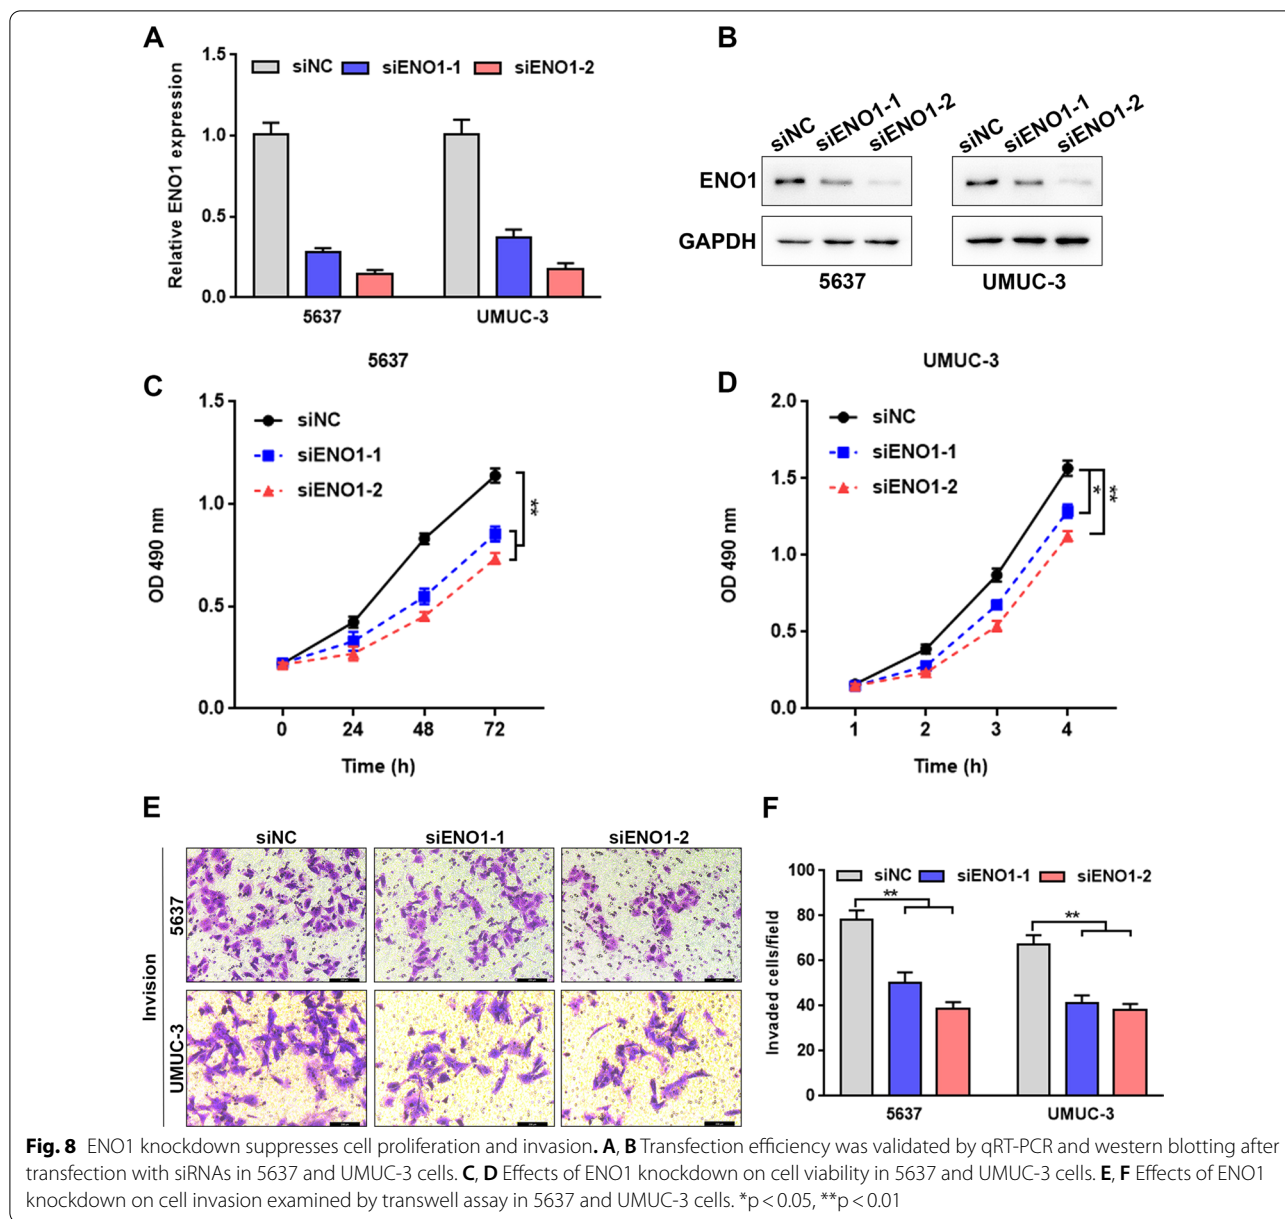 A
1.5
siNC siENO1-1 siENO1-2
1.0
0.5
0.0
Relative ENO1 expression
5637 UMUC-3
B
siNC siENO1-1 siENO1-2
siNC siENO1-1 siENO1-2
ENO1
GAPDH
5637 UMUC-3
5637
C
1.5
siNC
siENO1-1
siENO1-2
1.0
0.5
0.0
OD 490 nm
**
0 24 48 72
Time (h)
UMUC-3
D
2.0
siNC
siENO1-1
siENO1-2
1.5
1.0
0.5
0.0
OD 490 nm
*
**
1 2 3 4
Time (h)
E
siNC siENO1-1 siENO1-2
Invision
5637
UMUC-3
F
100
siNC siENO1-1 siENO1-2
80
60
40
20
0
Invaded cells/field
**
**
5637 UMUC-3
Fig. 8 ENO1 knockdown suppresses cell proliferation and invasion. A, B Transfection efficiency was validated by qRT-PCR and western blotting after
transfection with siRNAs in 5637 and UMUC-3 cells. C, D Effects of ENO1 knockdown on cell viability in 5637 and UMUC-3 cells. E, F Effects of ENO1
knockdown on cell invasion examined by transwell assay in 5637 and UMUC-3 cells. *p < 0.05, **p < 0.01